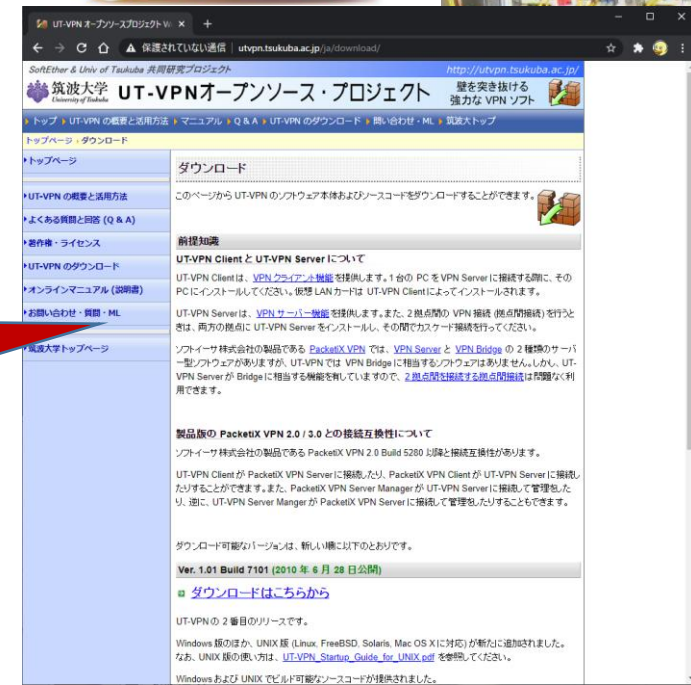 UT-VPN オープンソースプロジェクト W
保護されていない通信 | utvpn.tsukuba.ac.jp/ja/download/
SoftEther & Univ of Tsukuba 共同研究プロジェクト
http://utvpn.tsukuba.ac.jp/
筑波大学
University of Tsukuba
UT-VPNオープンソース・プロジェクト
壁を突き抜ける
強力な VPN ソフト
トップ UT-VPN の概要と活用方法 マニュアル Q & A UT-VPN のダウンロード 問い合わせ・ML 筑波大トップ
トップページ ダウンロード
トップページ
UT-VPN の概要と活用方法
よくある質問と回答 (Q & A)
著作権・ライセンス
UT-VPN のダウンロード
オンラインマニュアル (説明書)
お問い合わせ・質問・ML
筑波大学トップページ
ダウンロード
このページから UT-VPN のソフトウェア本体およびソースコードをダウンロードすることができます。
前提知識
UT-VPN Client と UT-VPN Server について
UT-VPN Client は、VPN クライアント機能を提供します。1 台の PC を VPN Server に接続する際に、その
PC にインストールしてください。仮想 LAN カードは UT-VPN Client によってインストールされます。
UT-VPN Server は、VPN サーバー機能を提供します。また、2 拠点間の VPN 接続 (拠点間接続) を行うと
きは、両方の拠点に UT-VPN Server をインストールし、その間でカスケード接続を行ってください。
ソフトイーサ株式会社の製品である PacketiX VPN では、VPN Server と VPN Bridge の 2 種類のサーバ
ー型ソフトウェアがありますが、UT-VPN では VPN Bridge に相当するソフトウェアはありません。しかし、UT-
VPN Server が Bridge に相当する機能を有していますので、2 拠点間を接続する拠点間接続は問題なく利
用できます。
製品版の PacketiX VPN 2.0 / 3.0 との接続互換性について
ソフトイーサ株式会社の製品である PacketiX VPN 2.0 Build 5280 以降と接続互換性があります。
UT-VPN Client が PacketiX VPN Server に接続したり、PacketiX VPN Client が UT-VPN Server に接続し
たりすることができます。また、PacketiX VPN Server Manager が UT-VPN Server に接続して管理をした
り、逆に、UT-VPN Server Manger が PacketiX VPN Server に接続して管理をしたりすることもできます。
ダウンロード可能なバージョンは、新しい順に以下のとおりです。
Ver. 1.01 Build 7101 (2010 年 6 月 28 日公開)
ダウンロードはこちらから
UT-VPN の 2 番目のリリースです。
Windows 版のほか、UNIX 版 (Linux, FreeBSD, Solaris, Mac OS X に対応) が新たに追加されました。
なお、UNIX 版の使い方は、UT-VPN_Startup_Guide_for_UNIX.pdf を参照してください。
Windows および UNIX でビルド可能なソースコードが提供されました。